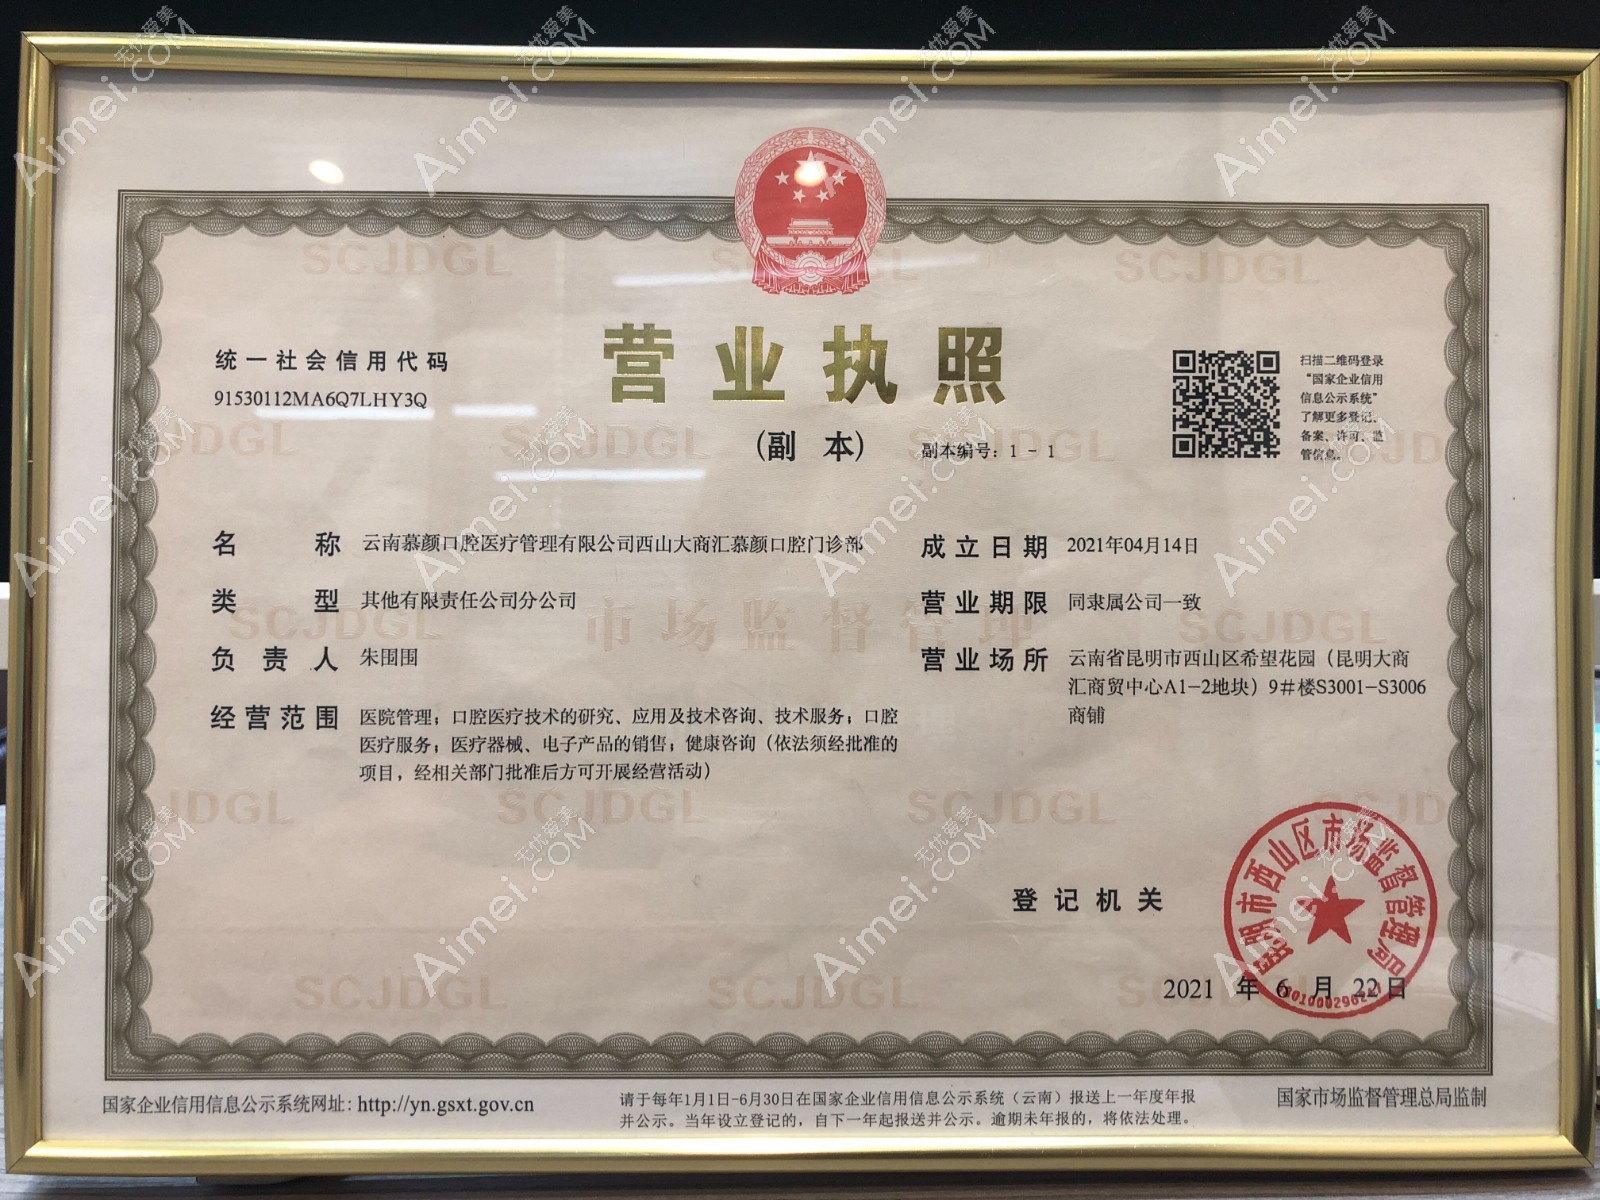 营业执照
(副 本)
副本编号：1 - 1
统一社会信用代码
91530112MA6Q7LHY3Q
扫描二维码登录
“国家企业信用
信息公示系统”
了解更多登记、
备案、许可、监
管信息。
名 称 云南慕颜口腔医疗管理有限公司西山大商汇慕颜口腔门诊部
类 型 其他有限责任公司分公司
负 责 人 朱围围
经营范围 医院管理；口腔医疗技术的研究、应用及技术咨询、技术服务；口腔
医疗服务；医疗器械、电子产品的销售；健康咨询（依法须经批准的
项目，经相关部门批准后方可开展经营活动）
成立日期 2021年04月14日
营业期限 同隶属公司一致
营业场所 云南省昆明市西山区希望花园（昆明大商
汇商贸中心A1-2地块）9＃楼S3001-S3006
商铺
市场监督管理
SCJDGL
登记机关
昆明市西山区市场监督管理局
2021 年 6 月 22 日
国家企业信用信息公示系统网址：http://yn.gsxt.gov.cn
请于每年1月1日-6月30日在国家企业信用信息公示系统（云南）报送上一年度年报
并公示。当年设立登记的，自下一年起报送并公示。逾期未年报的，将依法处理。
国家市场监督管理总局监制
无忧爱美
Aimei.COM